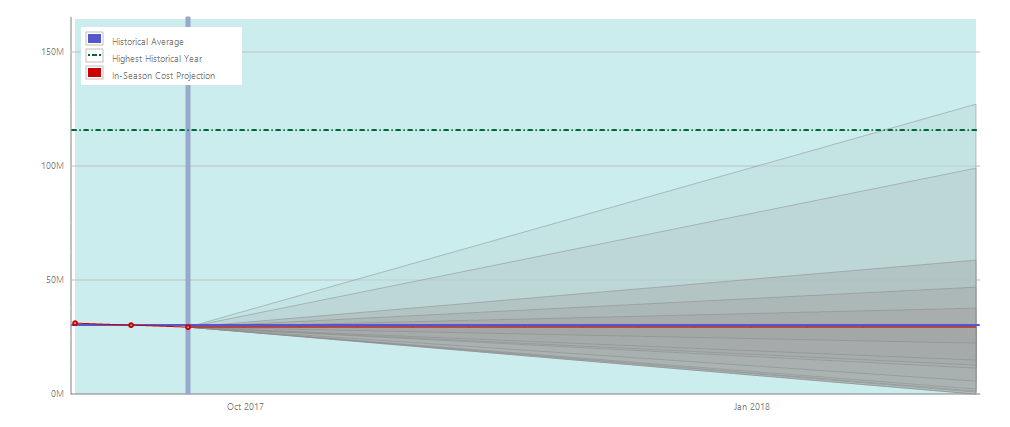 150M
Historical Average
Highest Historical Year
In-Season Cost Projection
100M
50M
0M
Oct 2017
Jan 2018